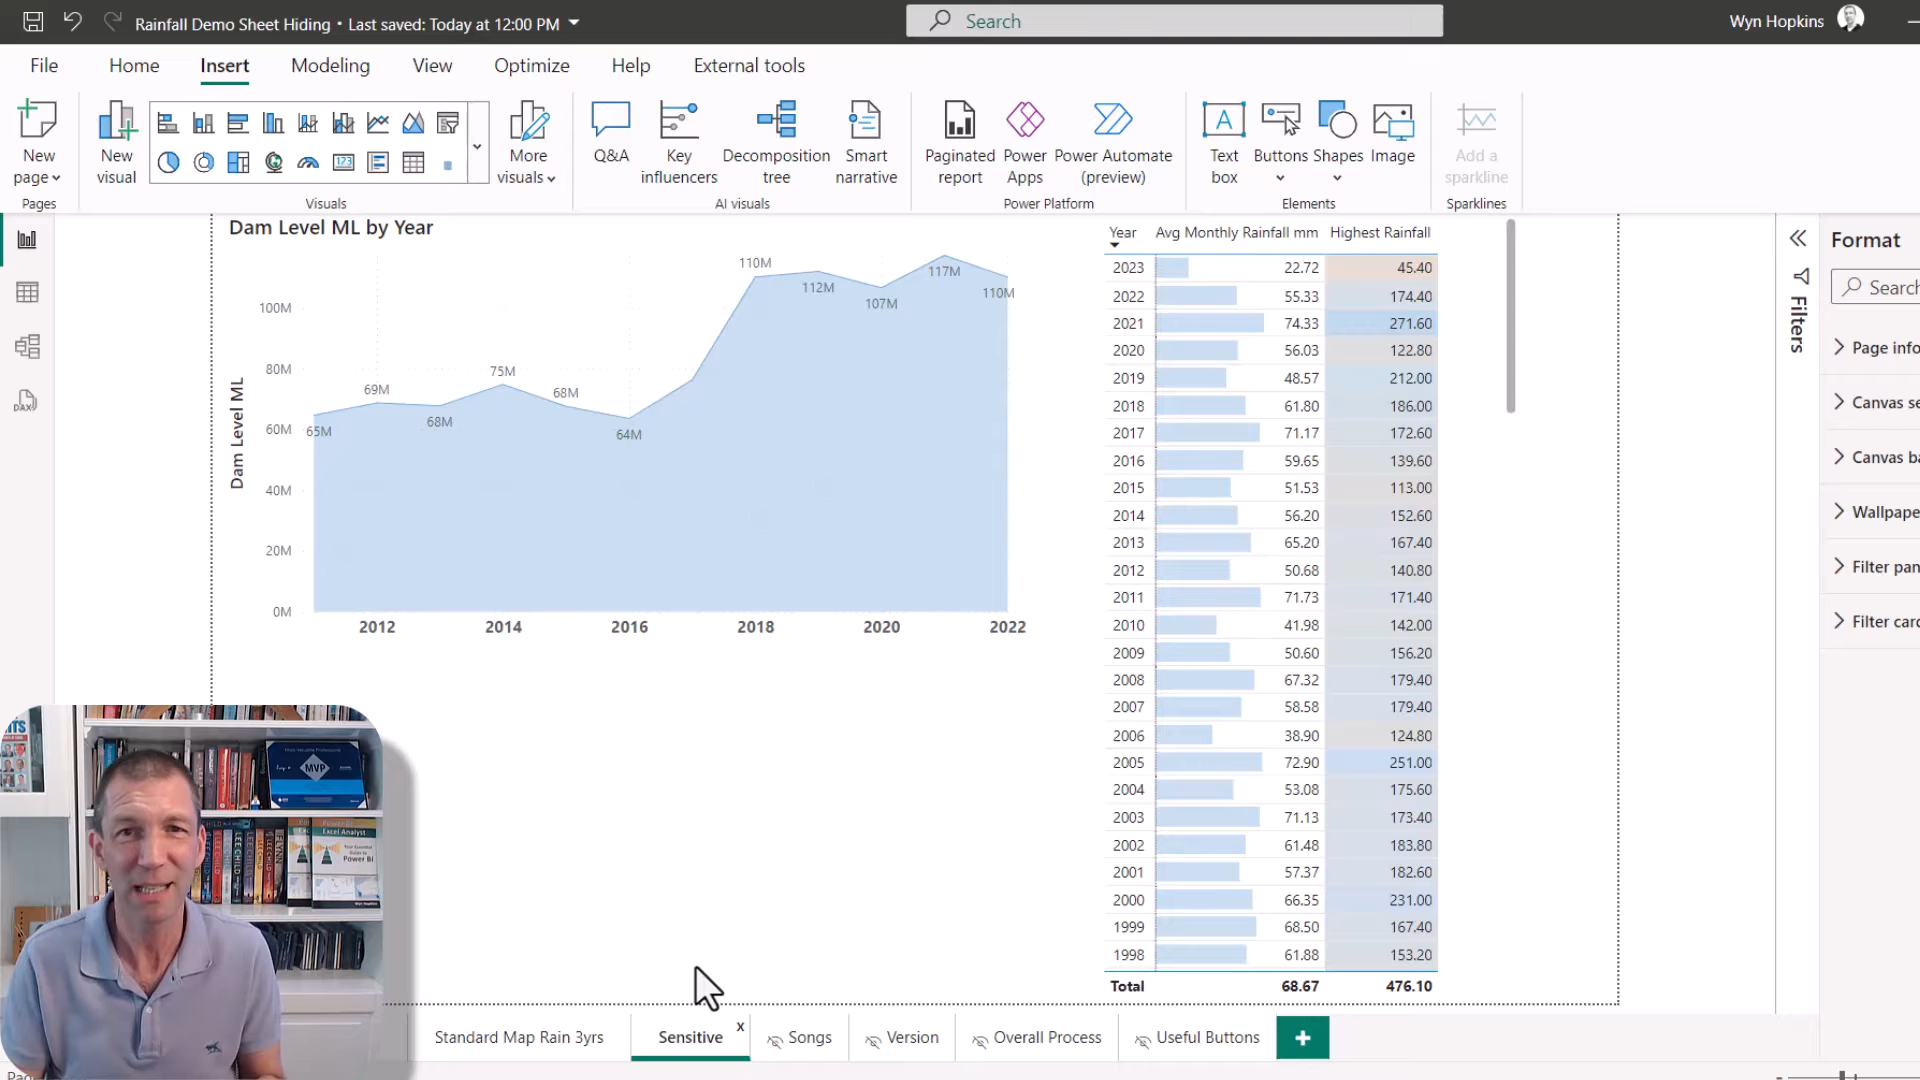 Rainfall Demo Sheet Hiding • Last saved: Today at 12:00 PM
Search
Wyn Hopkins
File Home Insert Modeling View Optimize Help External tools
New page
New visual
123
More visuals
Q&A
Key influencers
Decomposition tree
Smart narrative
Paginated report
Power Apps
Power Automate (preview)
A
Text box
Buttons
Shapes
Image
Add a sparkline
Pages Visuals AI visuals Power Platform Elements Sparklines
DAX
Dam Level ML by Year
Dam Level ML
100M
80M
60M
40M
20M
0M
65M 69M 68M 75M 68M 64M 110M 112M 107M 117M 110M
2012 2014 2016 2018 2020 2022
Year Avg Monthly Rainfall mm Highest Rainfall
2023 22.72 45.40
2022 55.33 174.40
2021 74.33 271.60
2020 56.03 122.80
2019 48.57 212.00
2018 61.80 186.00
2017 71.17 172.60
2016 59.65 139.60
2015 51.53 113.00
2014 56.20 152.60
2013 65.20 167.40
2012 50.68 140.80
2011 71.73 171.40
2010 41.98 142.00
2009 50.60 156.20
2008 67.32 179.40
2007 58.58 179.40
2006 38.90 124.80
2005 72.90 251.00
2004 53.08 175.60
2003 71.13 173.40
2002 61.48 183.80
2001 57.37 182.60
2000 66.35 231.00
1999 68.50 167.40
1998 61.88 153.20
Total 68.67 476.10
Filters
Format
Search
Page info
Canvas se
Canvas ba
Wallpape
Filter pan
Filter card
MVP
Excel Analyst
Power BI
LEE CHILD
Standard Map Rain 3yrs
Sensitive x
Songs
Version
Overall Process
Useful Buttons
+